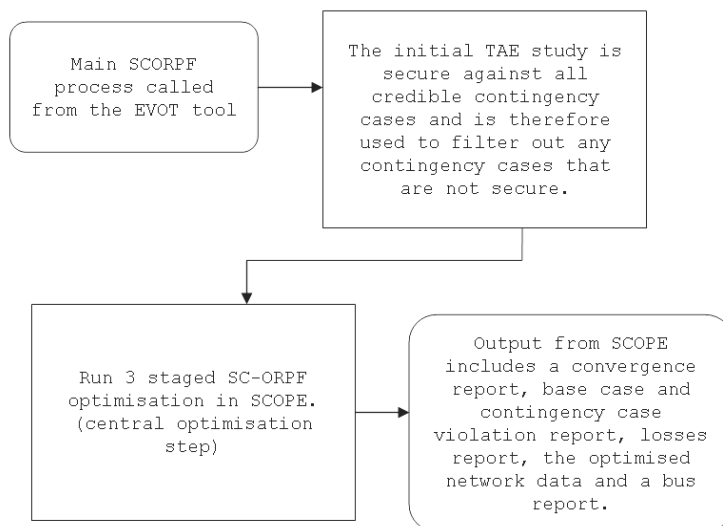 Main SCORPF
process called
from the EVOT tool
The initial TAE study is
secure against all
credible contingency
cases and is therefore
used to filter out any
contingency cases that
are not secure.
Run 3 staged SC-ORPF
optimisation in SCOPE.
(central optimisation
step)
Output from SCOPE
includes a convergence
report, base case and
contingency case
violation report, losses
report, the optimised
network data and a bus
report.